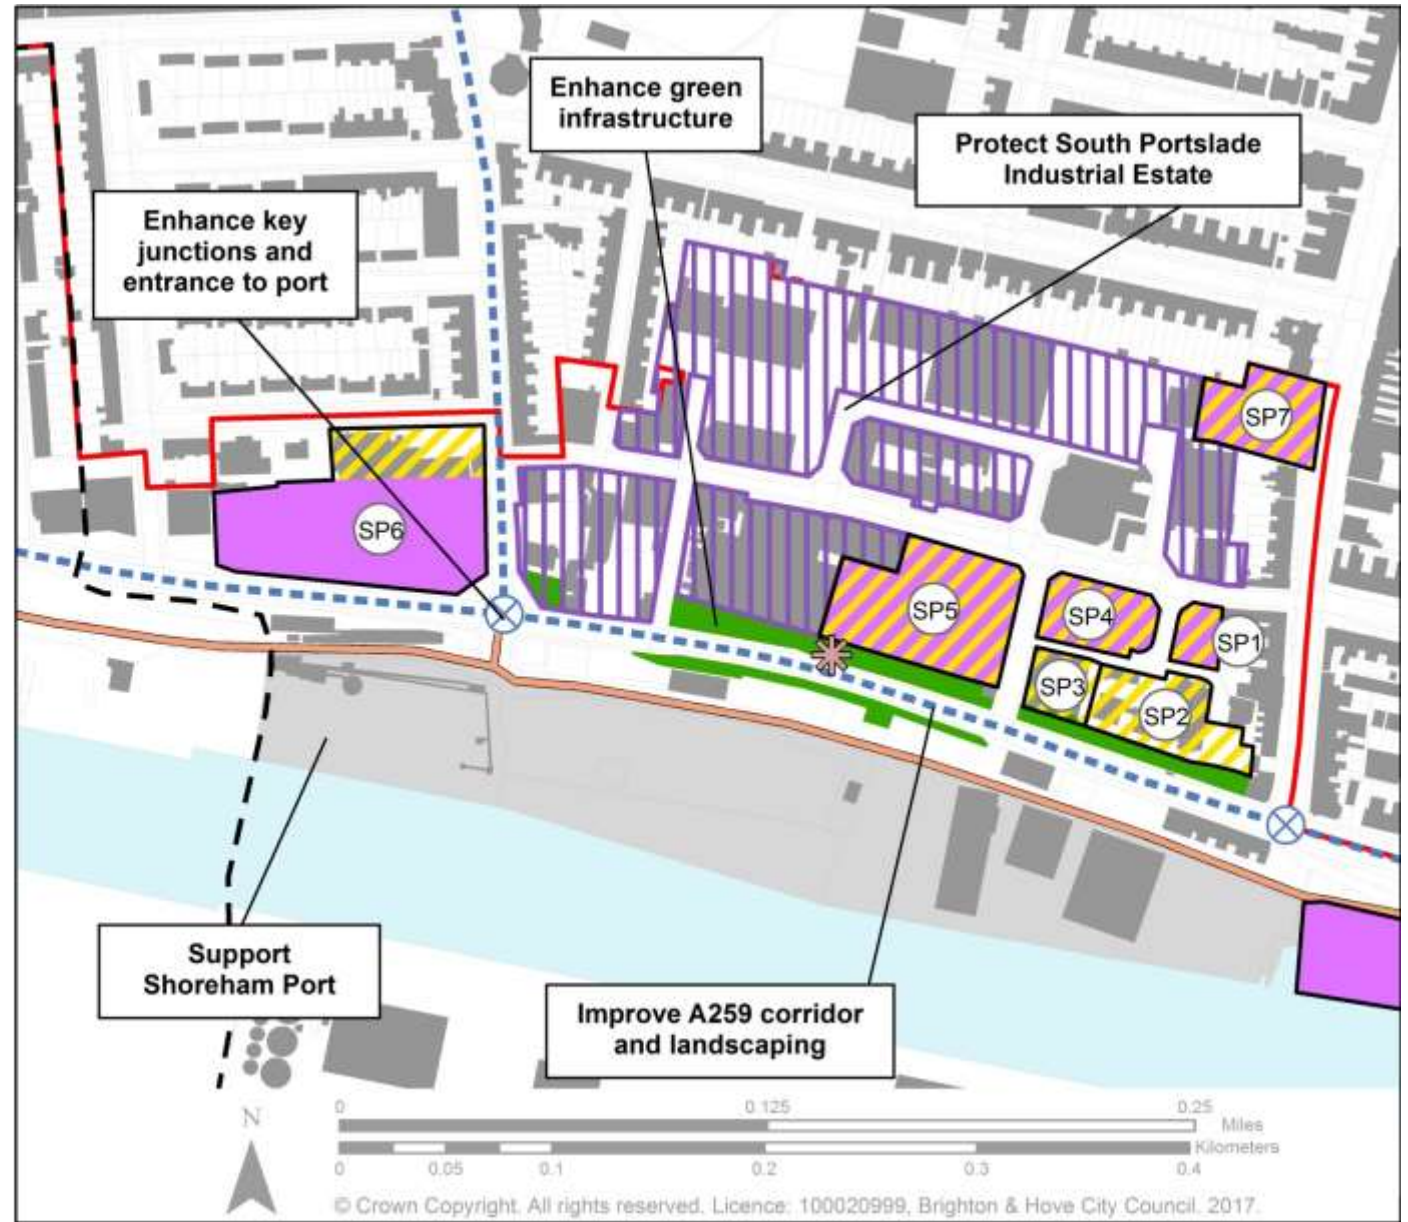 Enhance green
infrastructure
Protect South Portslade
Industrial Estate
Enhance key
junctions and
entrance to port
SP7
SP6
SP5
SP4
SP1
SP3
SP2
Support
Shoreham Port
Improve A259 corridor
and landscaping
N
0 0.125 0.25
Miles
Kilometers
0 0.05 0.1 0.2 0.3 0.4
© Crown Copyright. All rights reserved. Licence: 100020999, Brighton & Hove City Council. 2017.